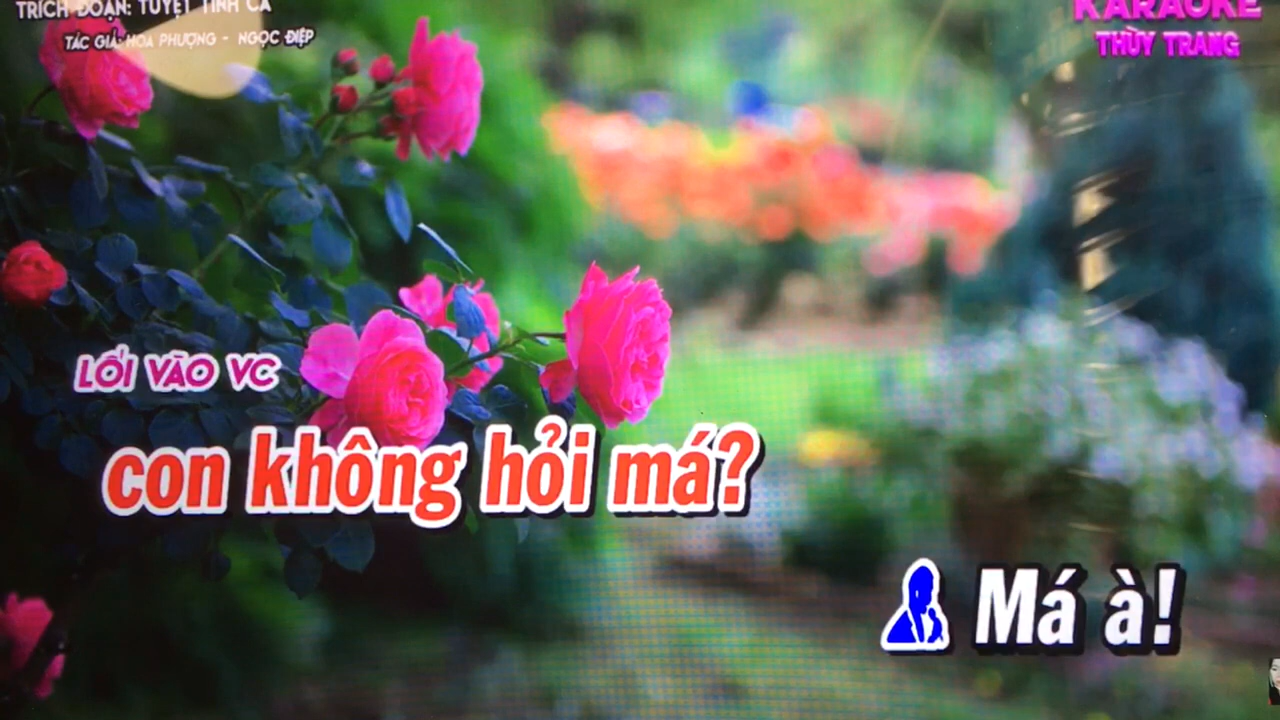 TRÍCH ĐOẠN: TUYỆT TÌNH CA
TÁC GIẢ: HOA PHƯỢNG - NGỌC ĐIỆP
KARAOKE
THÙY TRANG
LỐI VÀO VC
con không hỏi má?
Má à!